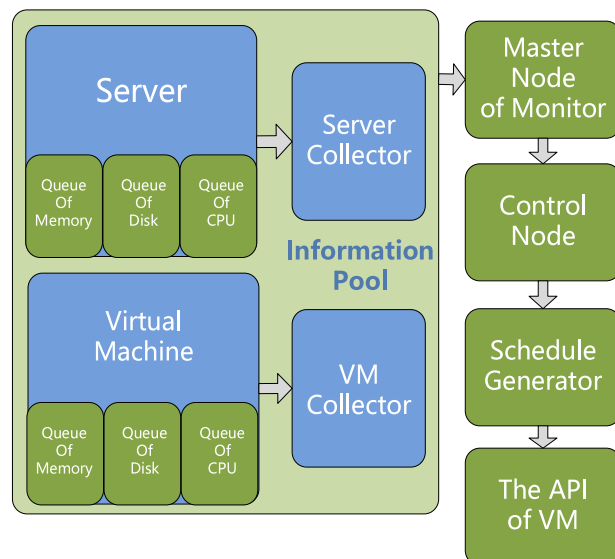 Server
Queue
Of
Memory
Queue
Of
Disk
Queue
Of
CPU
Server
Collector
Information
Pool
Virtual
Machine
Queue
Of
Memory
Queue
Of
Disk
Queue
Of
CPU
VM
Collector
Master
Node
of Monitor
Control
Node
Schedule
Generator
The API
of VM